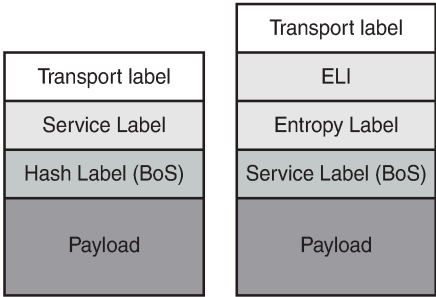 Transport label
Service Label
Hash Label (BoS)
Payload
Transport label
ELI
Entropy Label
Service Label (BoS)
Payload